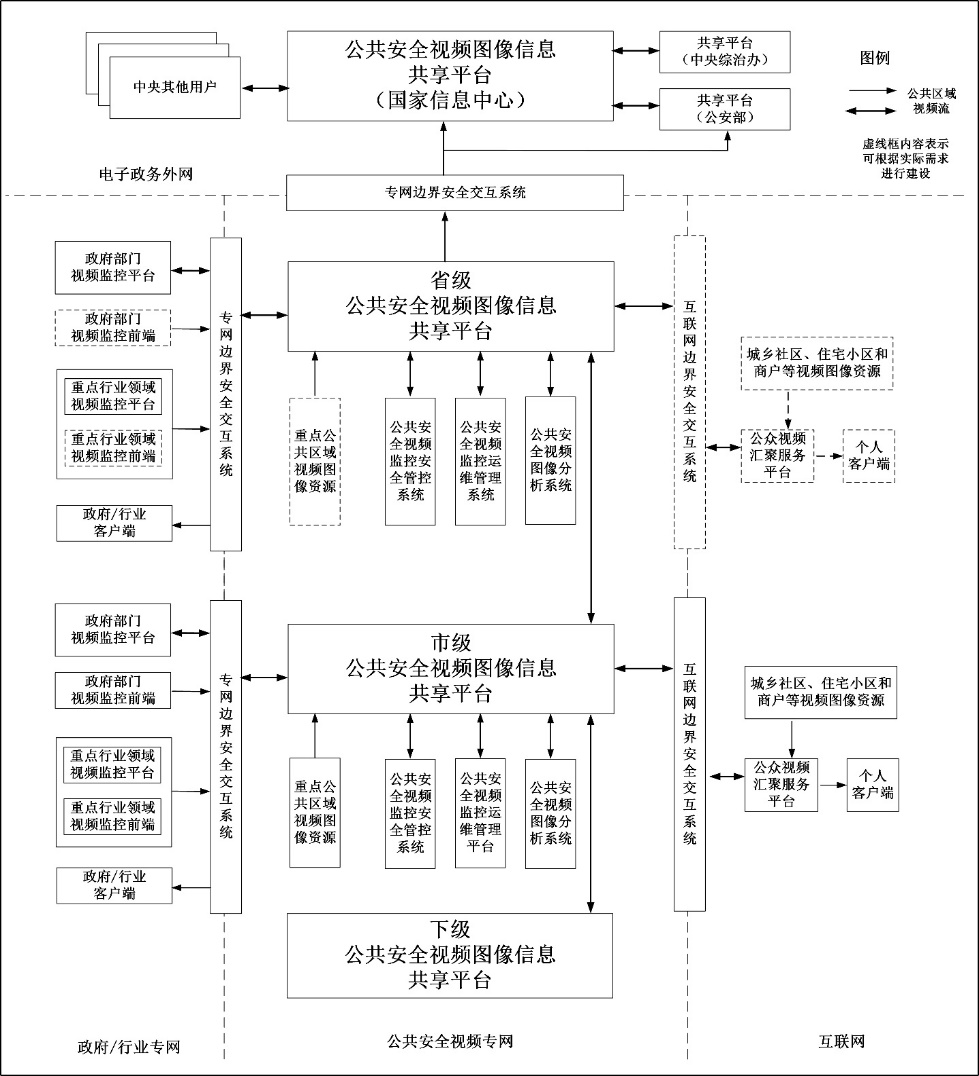 公共安全视频图像信息
共享平台
（国家信息中心）
中央其他用户
共享平台
（中央综治办）
共享平台
（公安部）
图例
公共区域
视频流
虚线框内容表示
可根据实际需求
进行建设
电子政务外网
专网边界安全交互系统
政府部门
视频监控平台
政府部门
视频监控前端
重点行业领域
视频监控平台
重点行业领域
视频监控前端
政府/行业
客户端
专网边界安全交互系统
省级
公共安全视频图像信息
共享平台
重点公
共区域
视频图
像资源
公共安
全视频
监控安
全管控
系统
公共安
全视频
监控运
维管理
系统
公共安
全视频
图像分
析系统
互联网边界安全交互系统
城乡社区、住宅小区和
商户等视频图像资源
公众视频
汇聚服务
平台
个人
客户端
政府部门
视频监控平台
政府部门
视频监控前端
重点行业领域
视频监控平台
重点行业领域
视频监控前端
政府/行业
客户端
专网边界安全交互系统
市级
公共安全视频图像信息
共享平台
重点公
共区域
视频图
像资源
公共安
全视频
监控安
全管控
系统
公共安
全视频
监控运
维管理
平台
公共安
全视频
图像分
析系统
互联网边界安全交互系统
城乡社区、住宅小区和
商户等视频图像资源
公众视频
汇聚服务
平台
个人
客户端
下级
公共安全视频图像信息
共享平台
政府/行业专网
公共安全视频专网
互联网